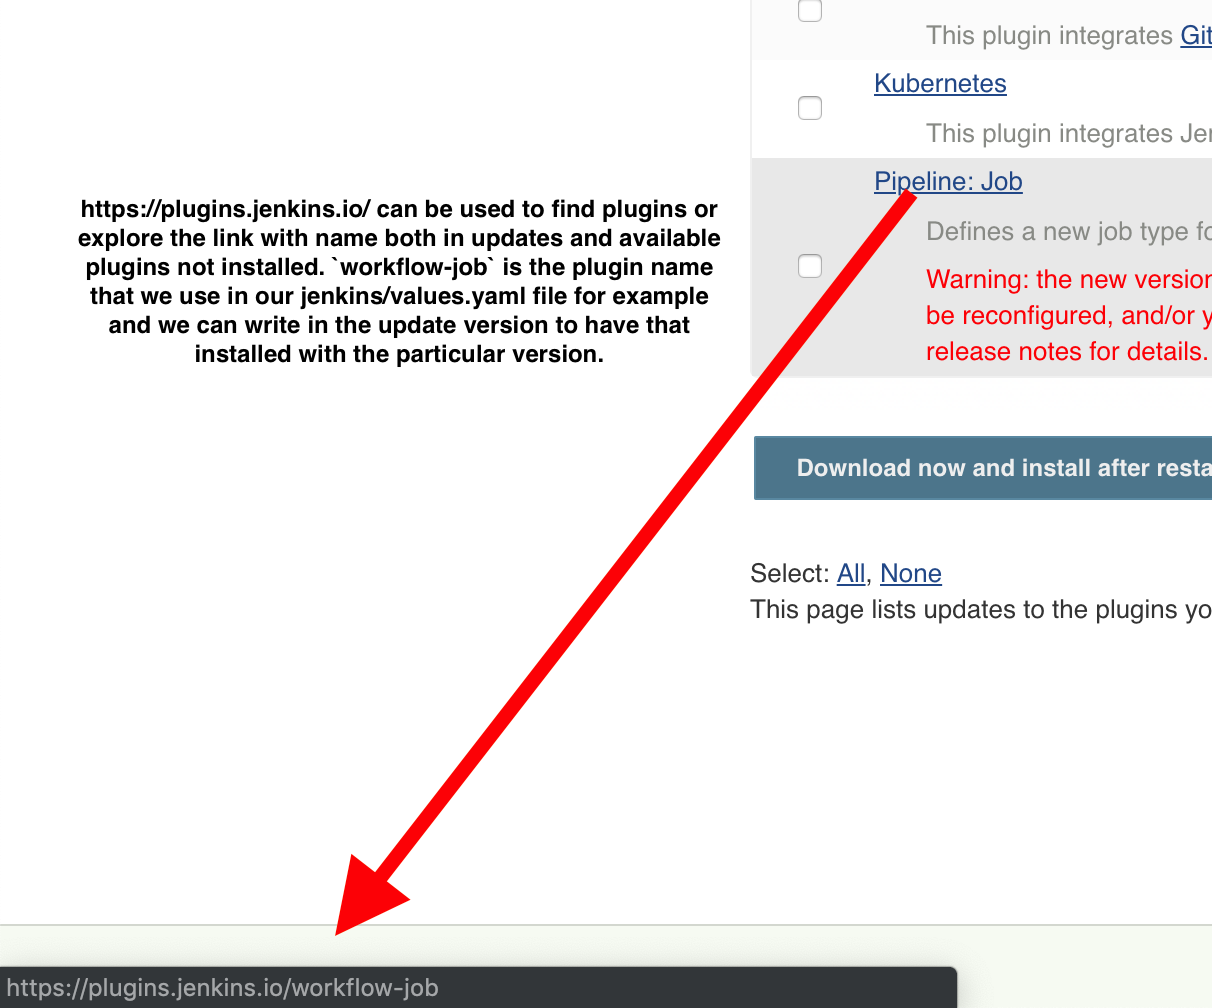 This plugin integrates Git
Kubernetes
This plugin integrates Jen
Pipeline: Job
Defines a new job type fo
Warning: the new version
be reconfigured, and/or y
release notes for details.
https://plugins.jenkins.io/ can be used to find plugins or
explore the link with name both in updates and available
plugins not installed. `workflow-job` is the plugin name
that we use in our jenkins/values.yaml file for example
and we can write in the update version to have that
installed with the particular version.
Download now and install after resta
Select: All, None
This page lists updates to the plugins yo
https://plugins.jenkins.io/workflow-job